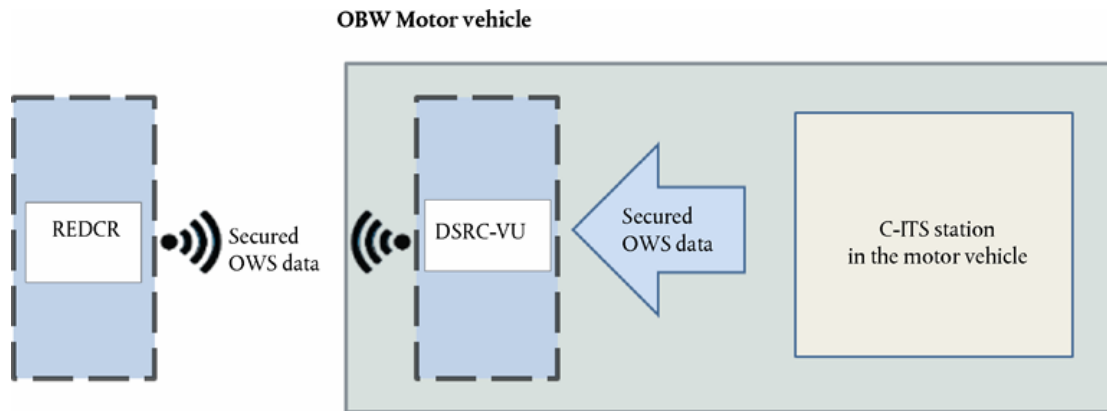 OBW Motor vehicle
REDCR
Secured
OWS data
DSRC-VU
Secured
OWS data
C-ITS station
in the motor vehicle